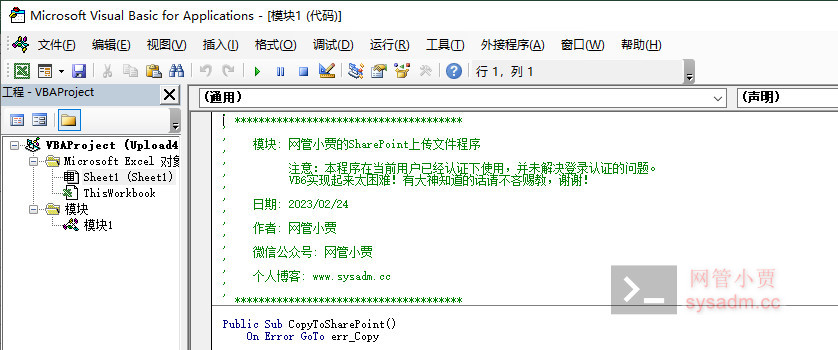 Microsoft Visual Basic for Applications - [模块1 (代码)]
文件(F) 编辑(E) 视图(V) 插入(I) 格式(O) 调试(D) 运行(R) 工具(T) 外接程序(A) 窗口(W) 帮助(H)
行 1, 列 1
工程 - VBAProject
(通用)
(声明)
VBAProject (Upload4
Microsoft Excel 对象
Sheet1 (Sheet1)
ThisWorkbook
模块
模块1
' **************************************
'
' 模块: 网管小贾的SharePoint上传文件程序
'
' 注意: 本程序在当前用户已经认证下使用，并未解决登录认证的问题。
' VB6实现起来太困难！有大神知道的话请不吝赐教，谢谢！
'
' 日期: 2023/02/24
'
' 作者: 网管小贾
'
' 微信公众号: 网管小贾
'
' 个人博客: www.sysadm.cc
'
' **************************************
Public Sub CopyToSharePoint()
On Error GoTo err_Copy
网管小贾
sysadm.cc